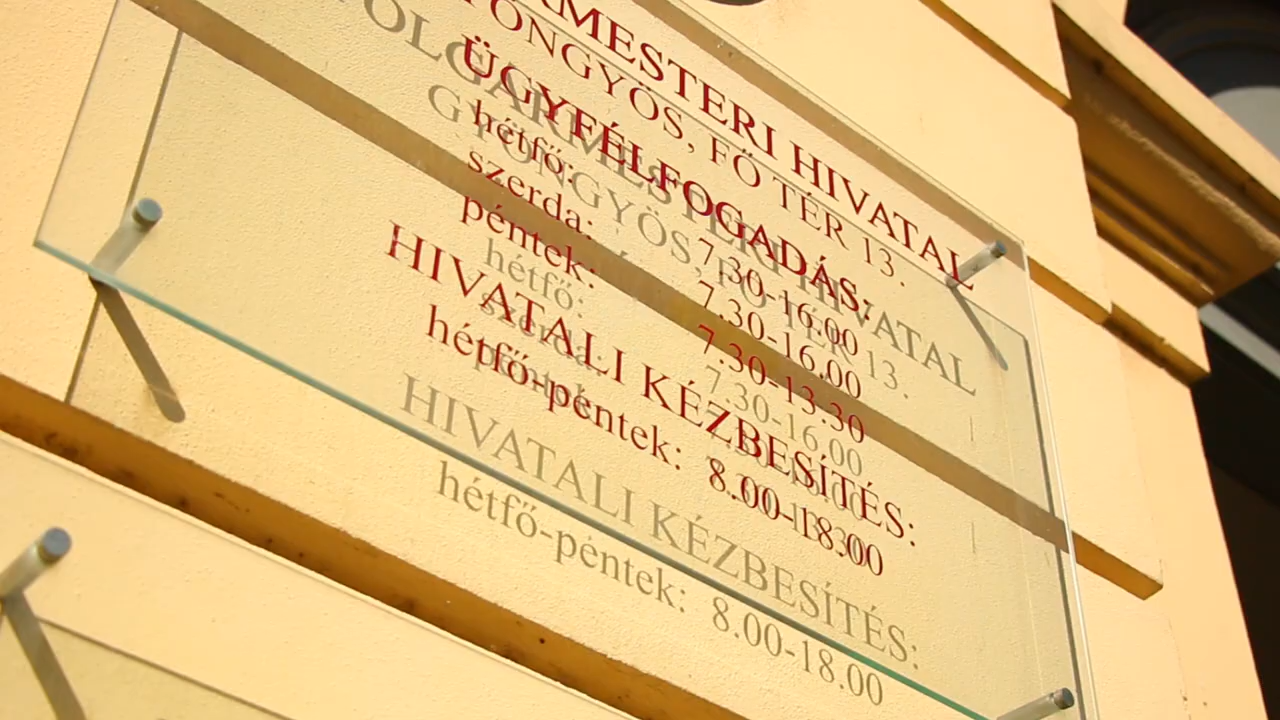 RMESTERI HIVATAL
GYÖNGYÖS, FŐ TÉR 13.
ÜGYFÉLFOGADÁS:
hétfő: 7.30-16.00
szerda: 7.30-16.00
péntek: 7.30-13.30
HIVATALI KÉZBESÍTÉS:
hétfő-péntek: 8.00-18.00